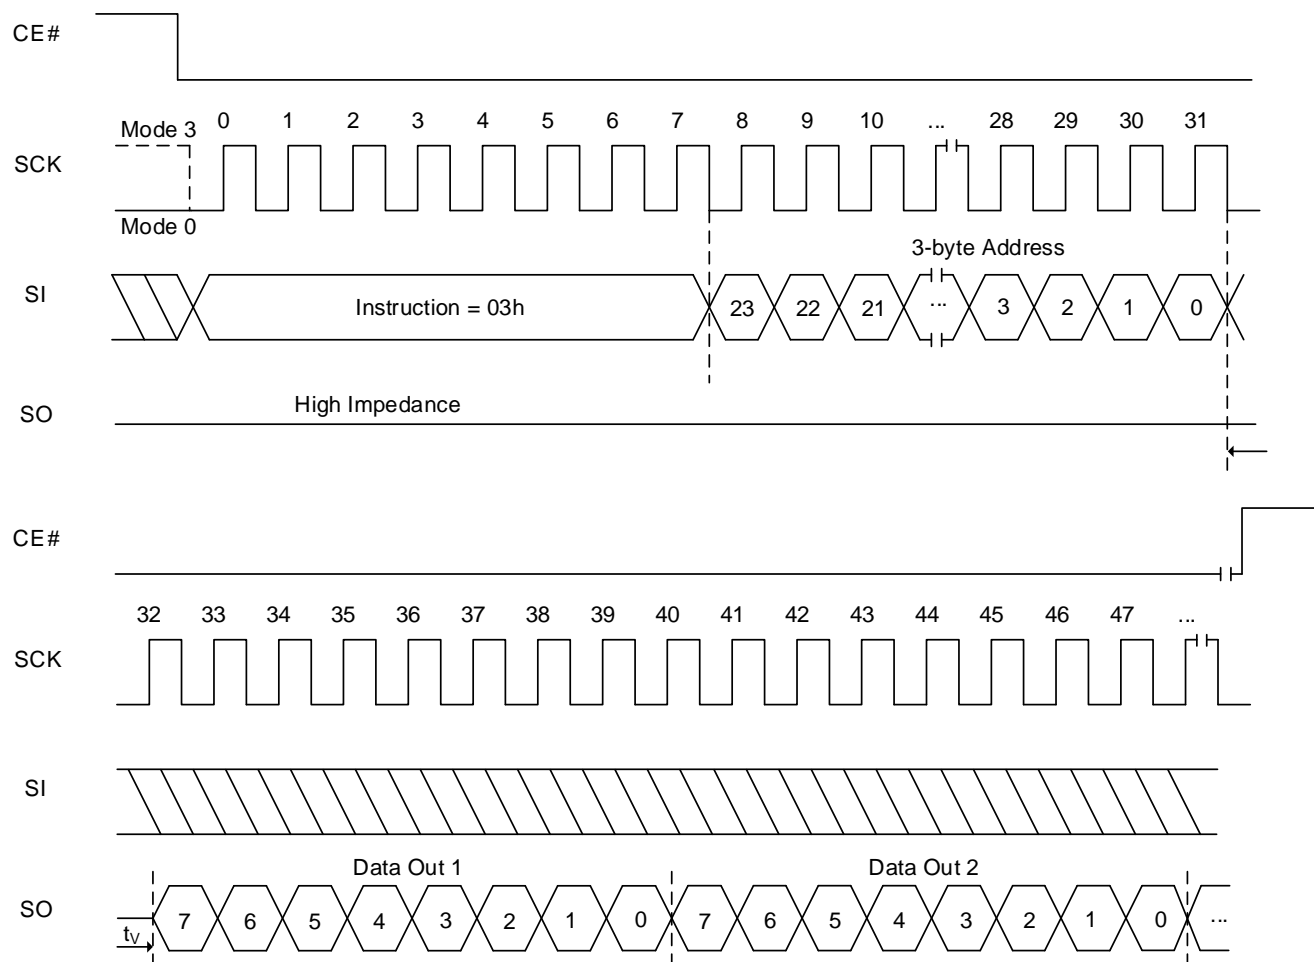 CE#
0 1 2 3 4 5 6 7 8 9 10 ... 28 29 30 31
Mode 3
SCK
Mode 0
3-byte Address
SI
Instruction = 03h 23 22 21 ... 3 2 1 0
High Impedance
SO
CE#
32 33 34 35 36 37 38 39 40 41 42 43 44 45 46 47 ...
SCK
SI
Data Out 1 Data Out 2
SO
7 6 5 4 3 2 1 0 7 6 5 4 3 2 1 0 ...
tV